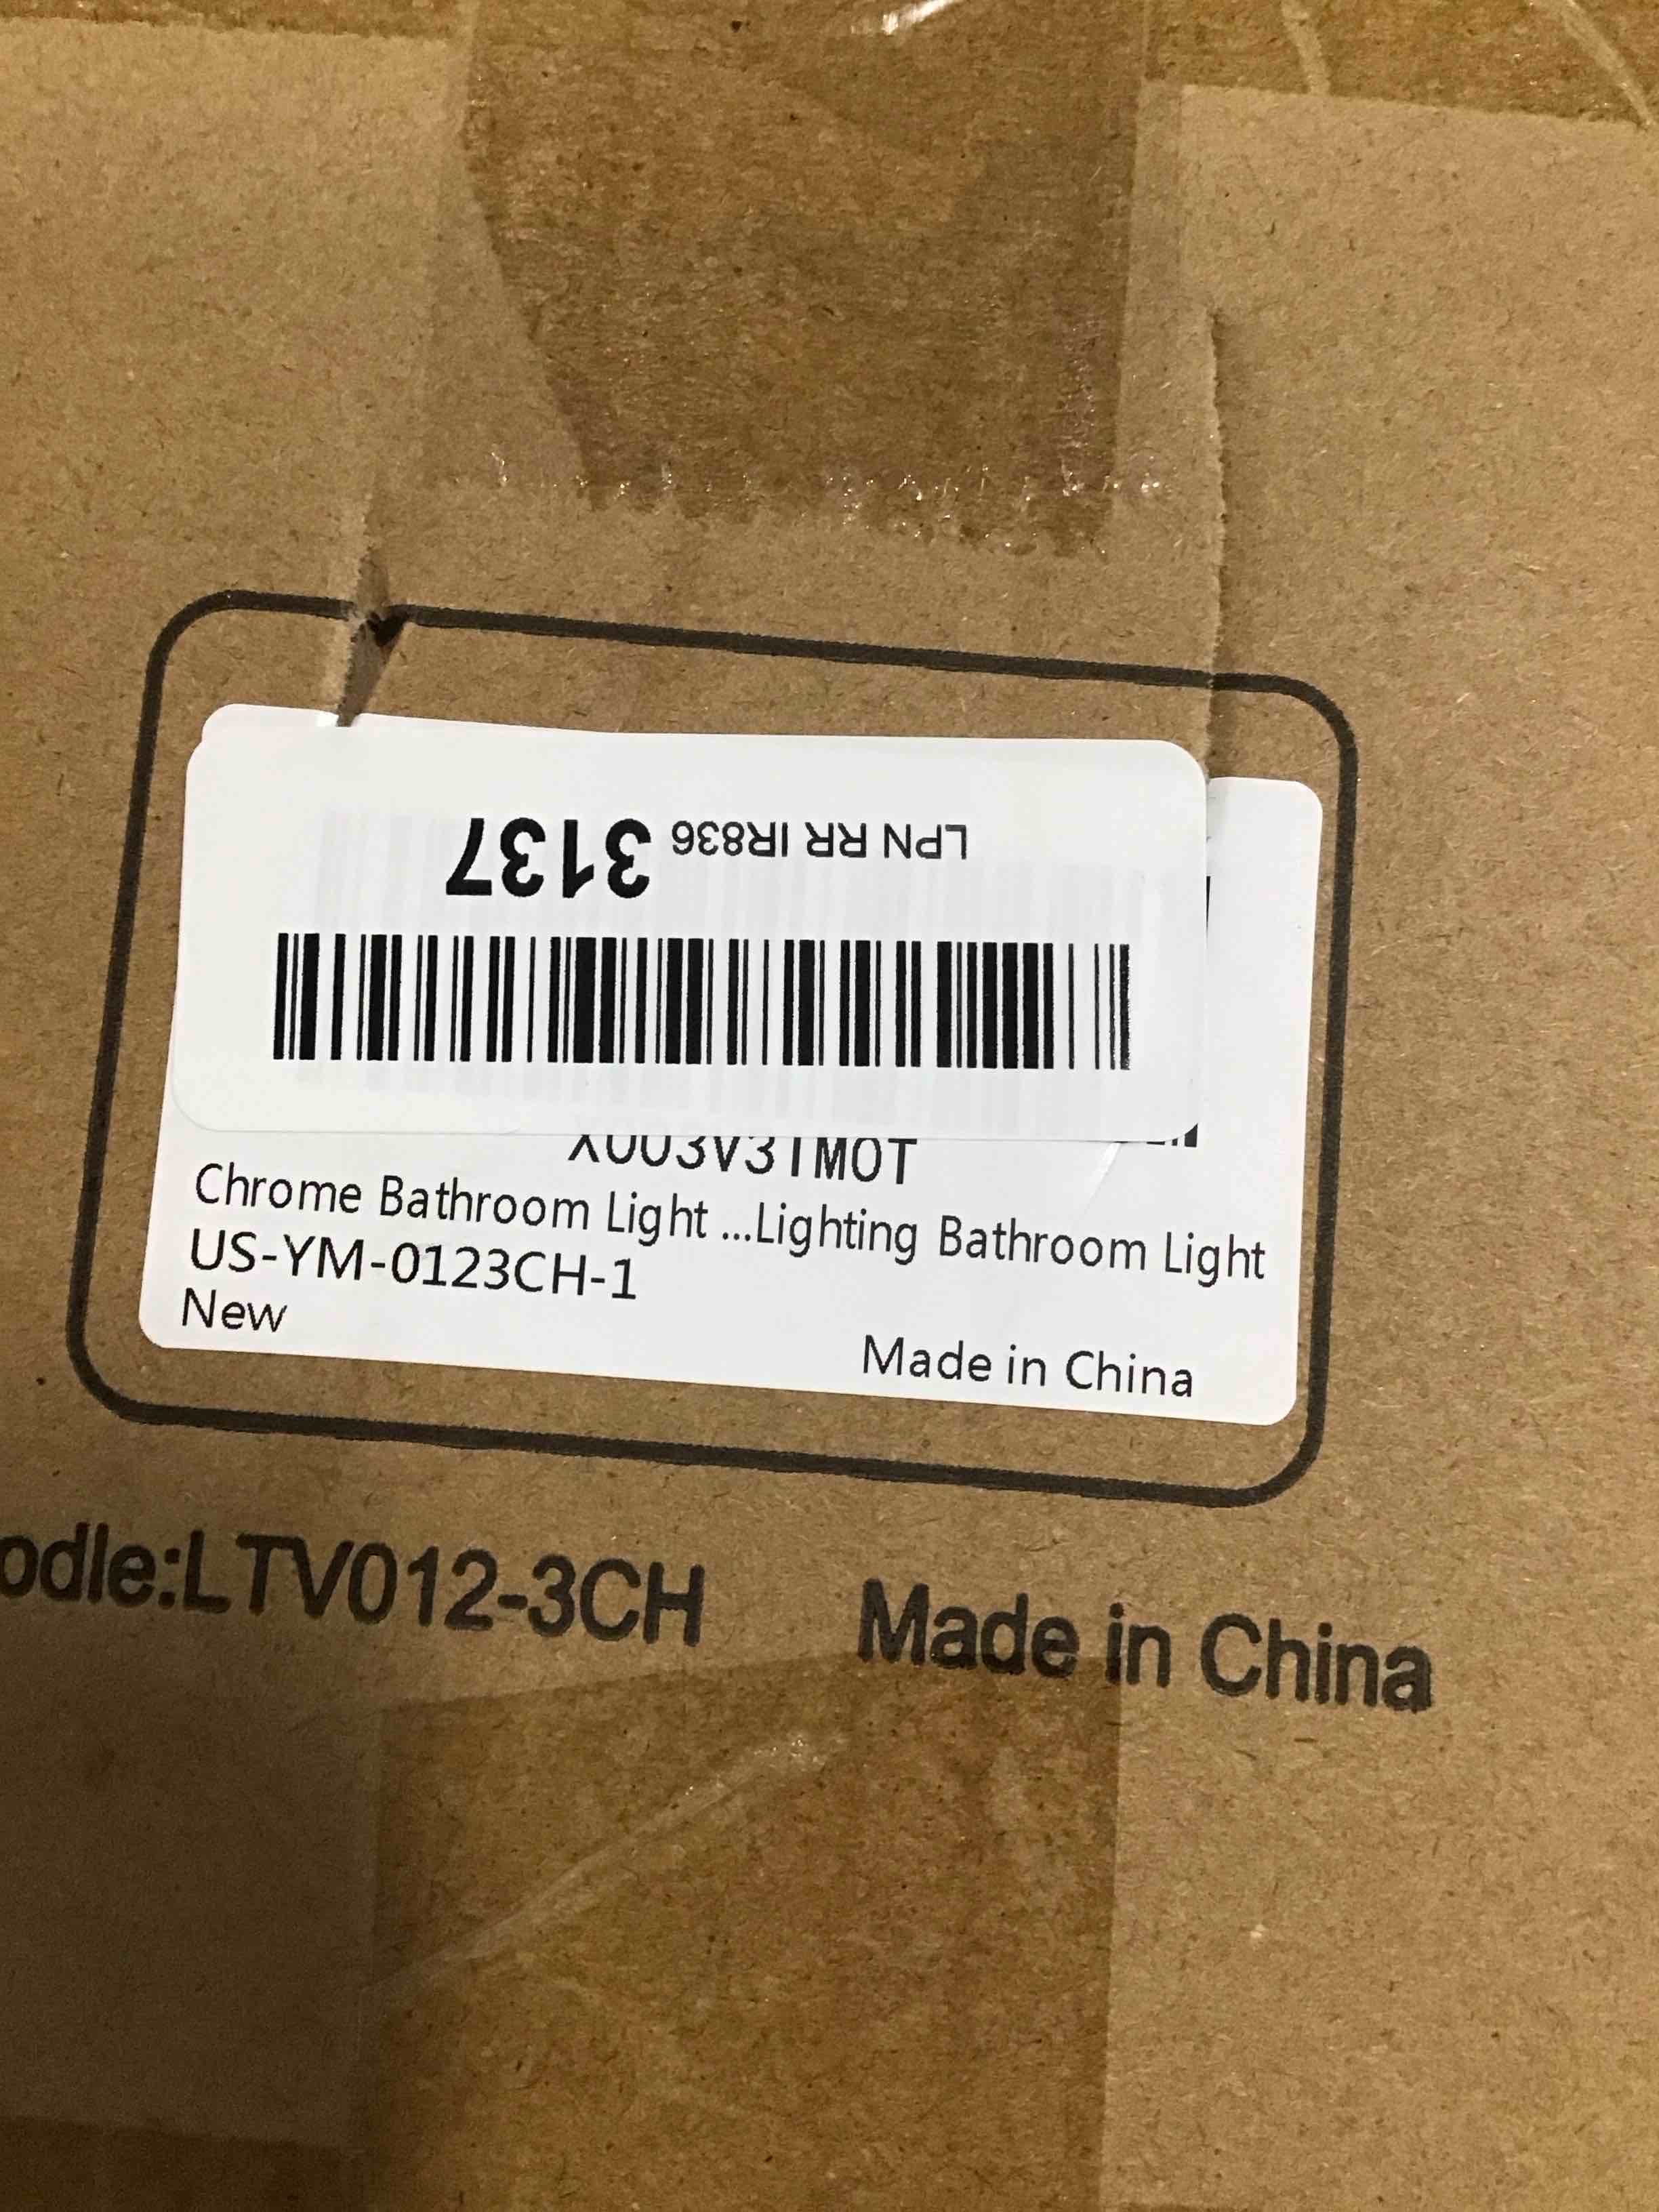 LPN RR IR836 3137
X003V3TMOT
Chrome Bathroom Light ...Lighting Bathroom Light
US-YM-0123CH-1
New
Made in China
odle:LTV012-3CH Made in China